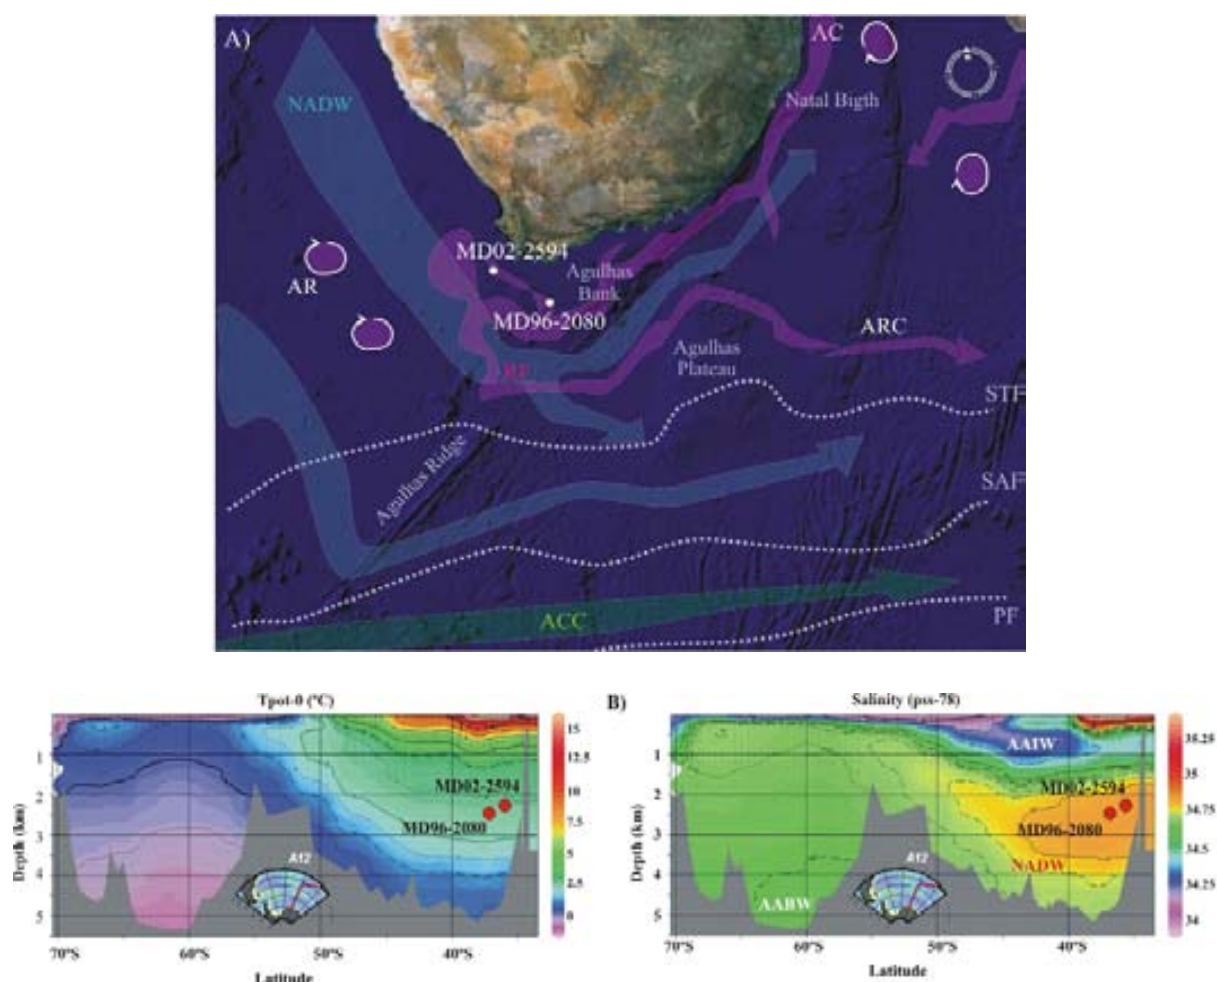 A)
AC
NADW
Natal Bigth
MD02-2594
AR
Agulhas
Bank
MD96-2080
ARC
RF
Agulhas
Plateau
STF
Agulhas Ridge
SAF
ACC
PF
Tpot-0 (ºC)
B)
Salinity (pss-78)
Depth (km)
1
2
3
4
5
MD02-2594
MD96-2080
A12
15
12.5
10
7.5
5
2.5
0
70°S
60°S
50°S
40°S
Latitude
Depth (km)
1
2
3
4
5
AAIW
MD02-2594
MD96-2080
NADW
AABW
A12
35.25
35
34.75
34.5
34.25
34
70°S
60°S
50°S
40°S
Latitude